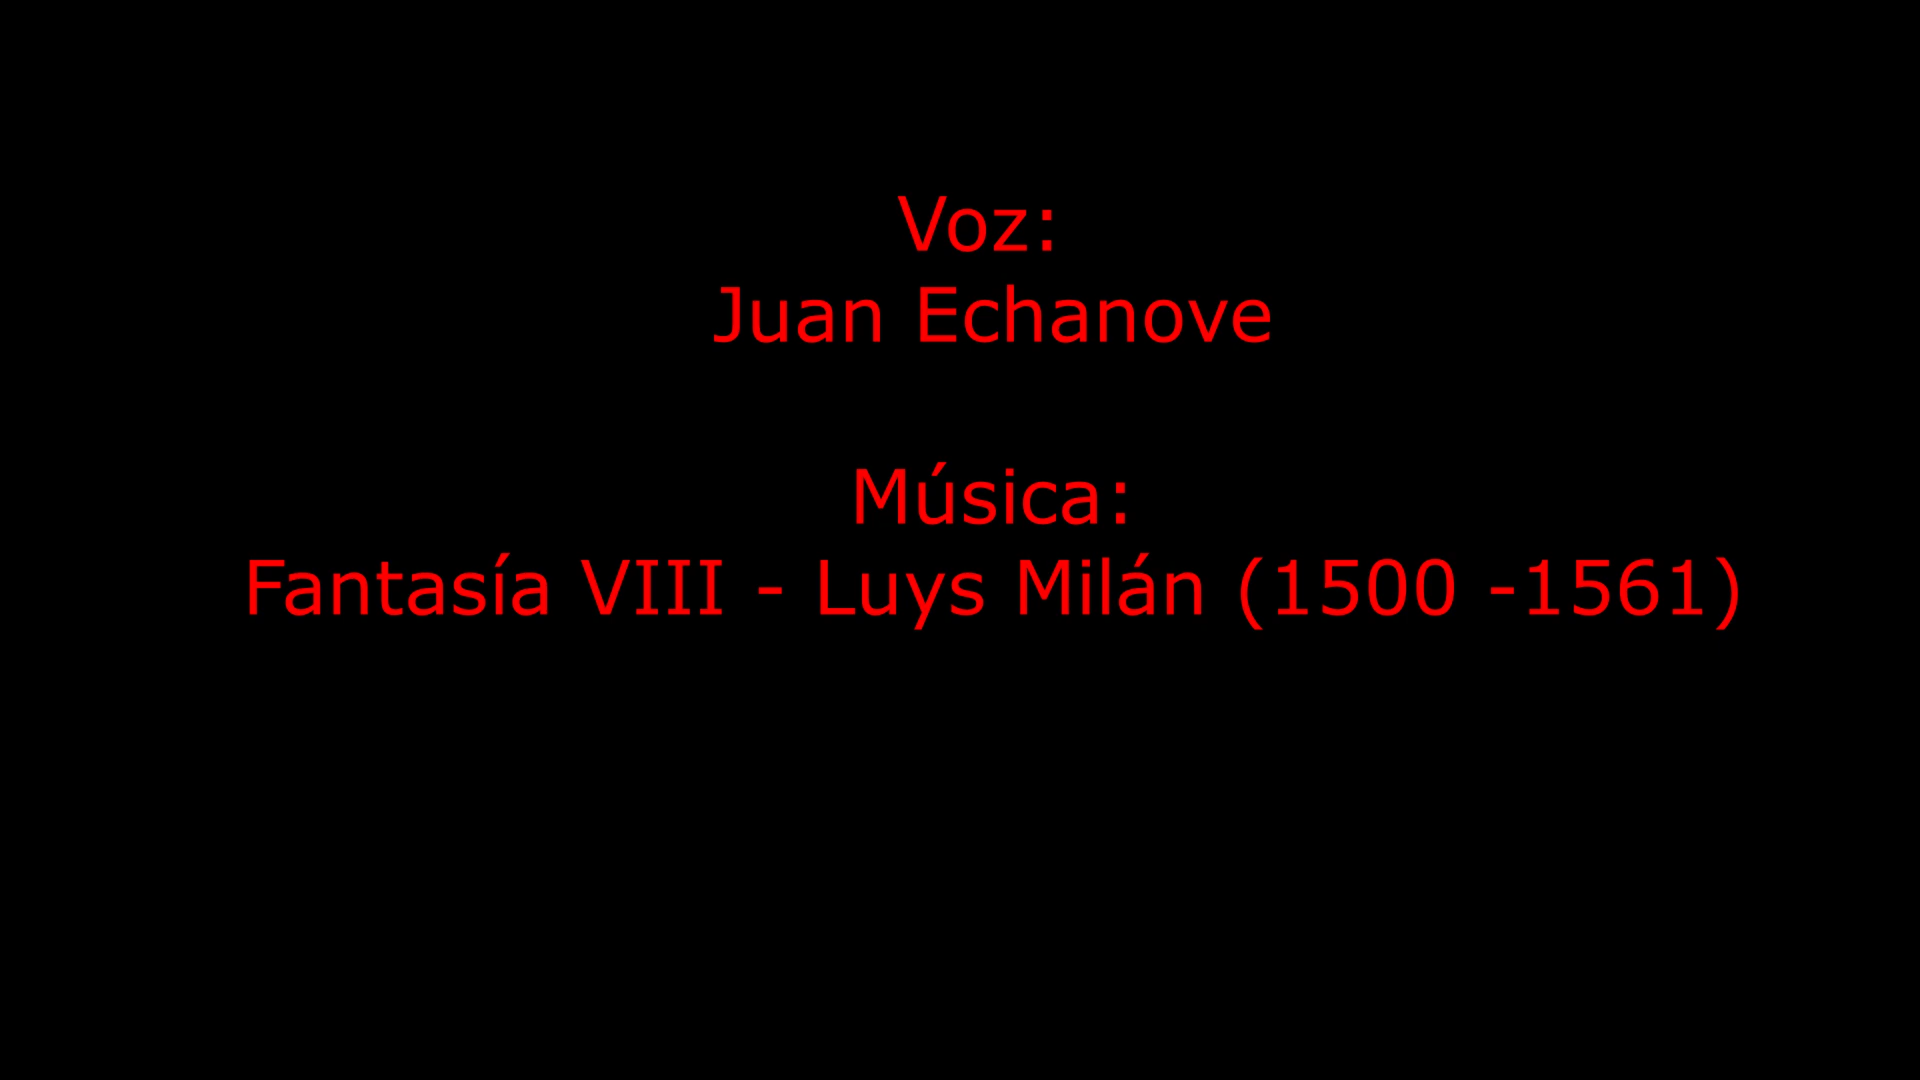 Voz:
Juan Echanove
Música:
Fantasía VIII - Luys Milán (1500 -1561)